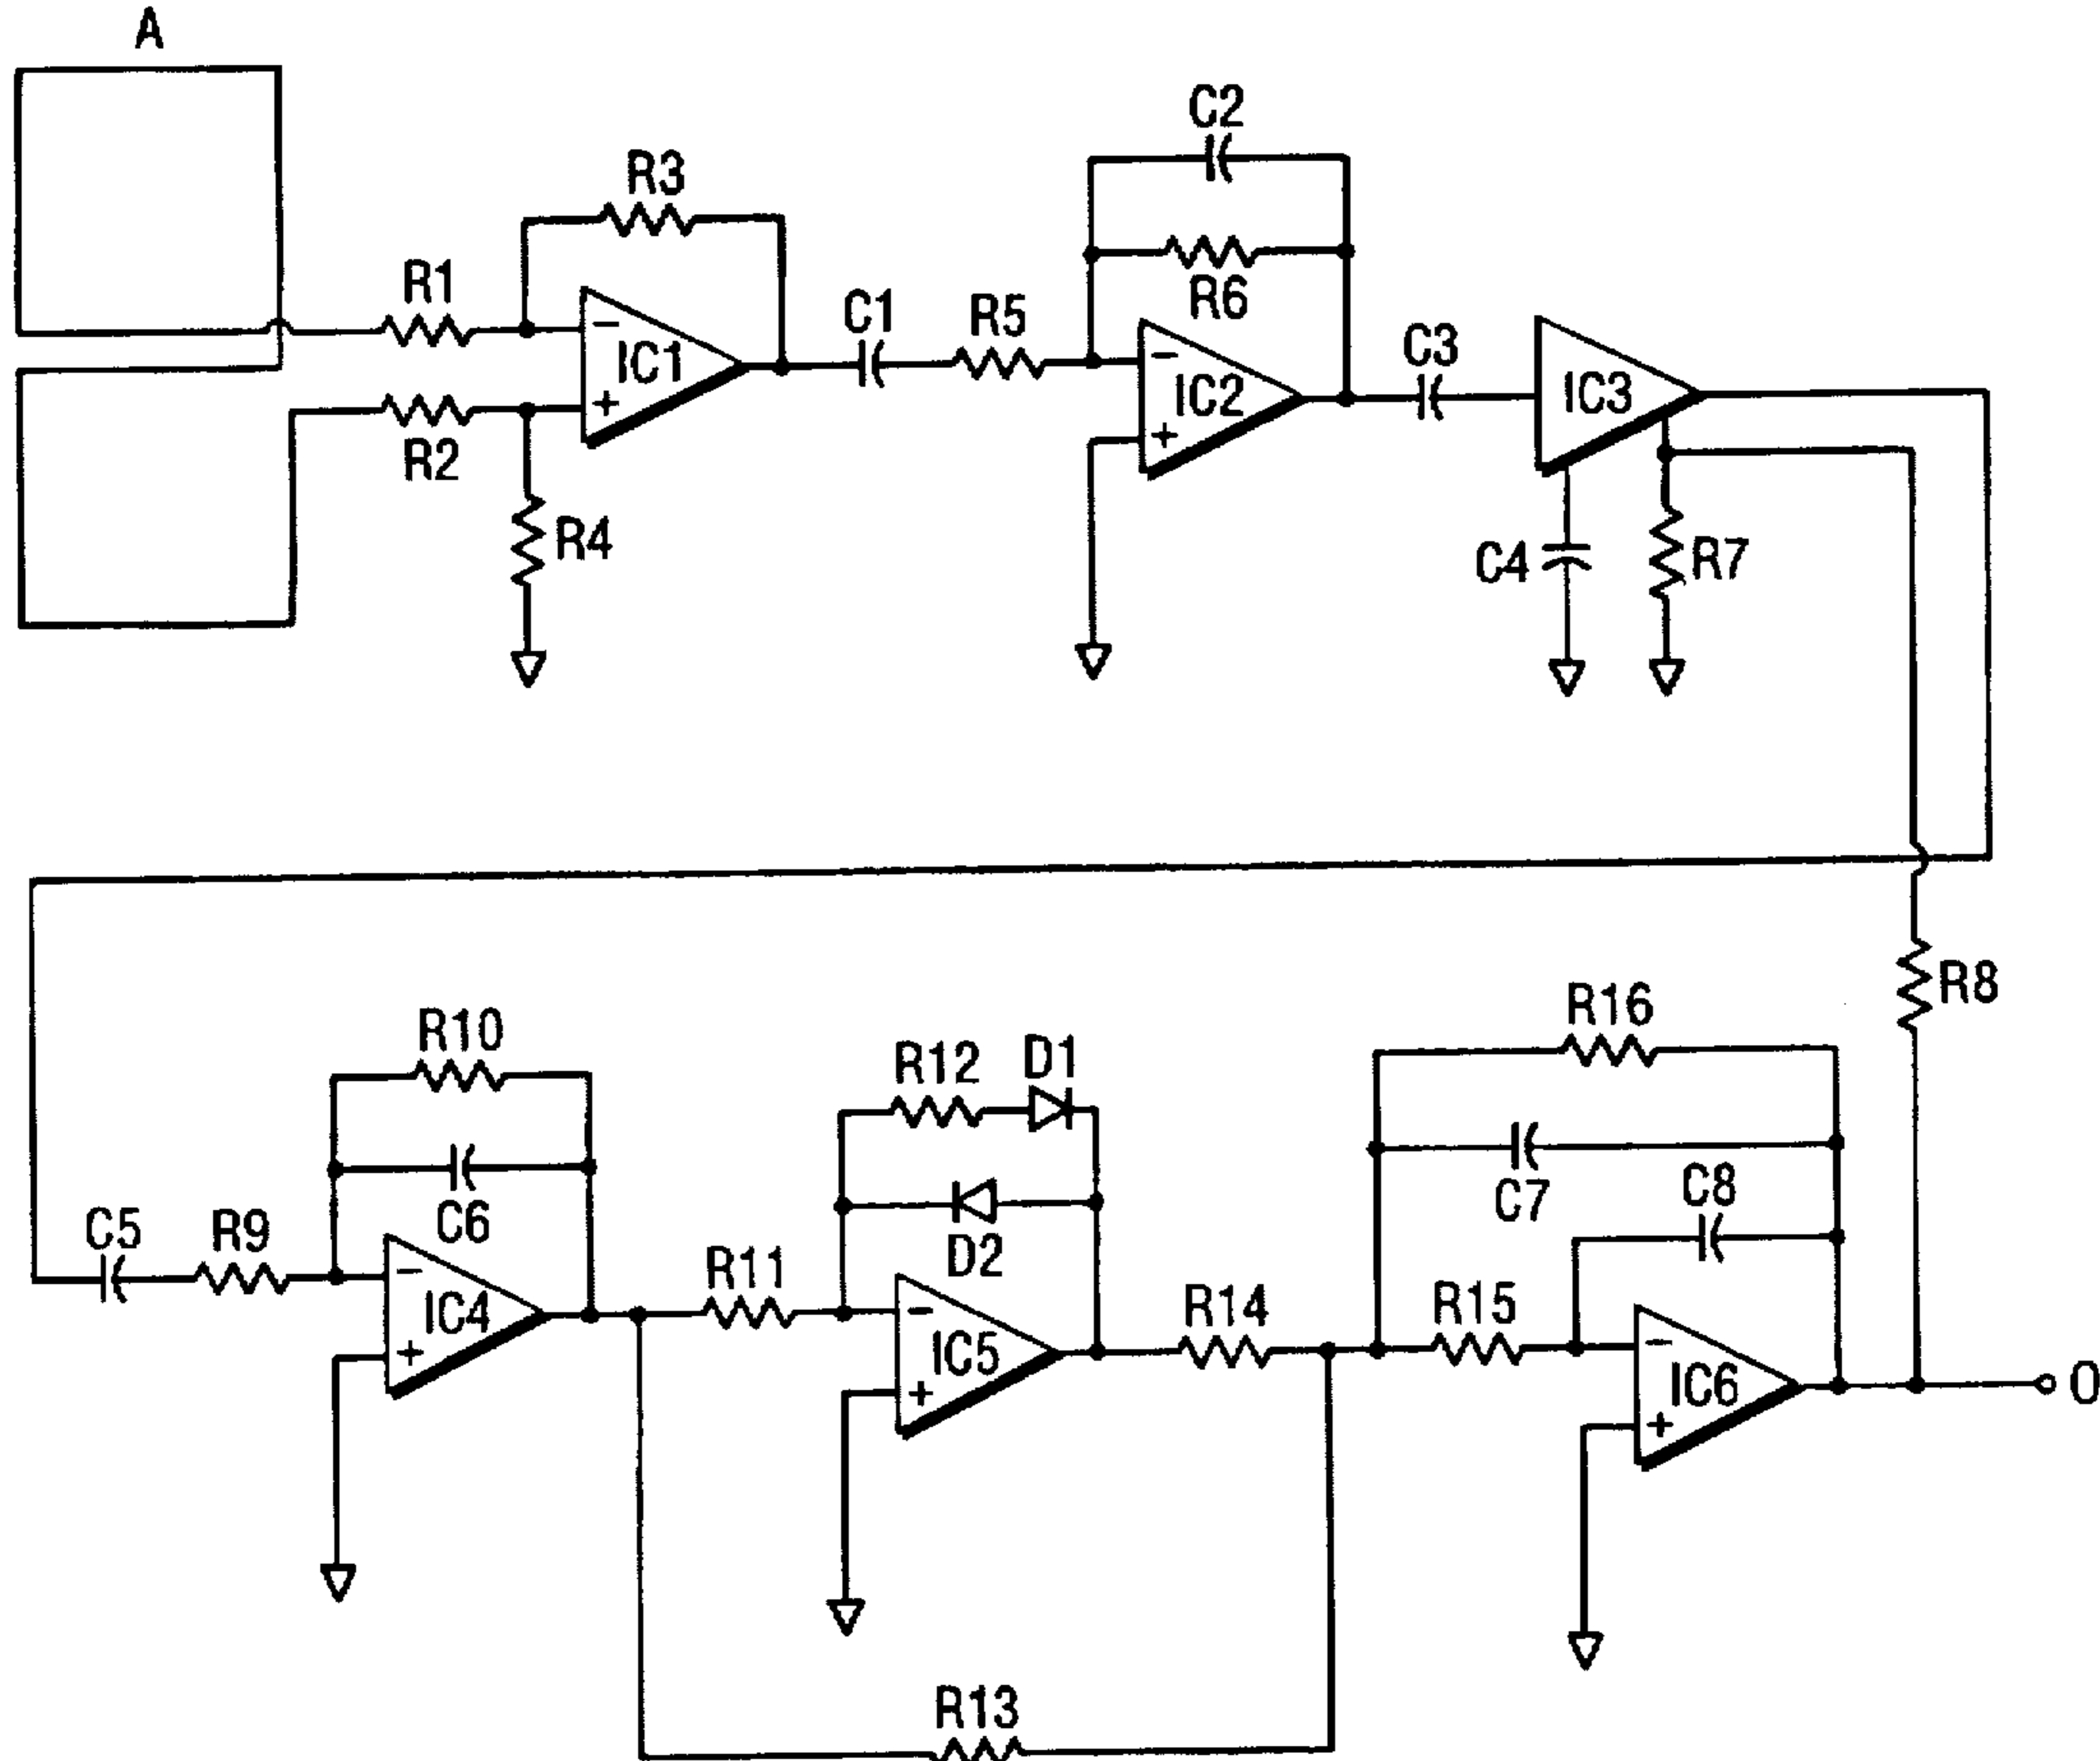 A
C2
R3
R1
R6
C1
R5
C3
-
IC1
+
-
IC2
+
IC3
R2
R4
C4
R7
R8
R16
R10
R12
D1
C7
C8
C5
R9
C6
D2
R11
R14
R15
-
IC4
+
-
IC5
+
-
IC6
+
O
R13